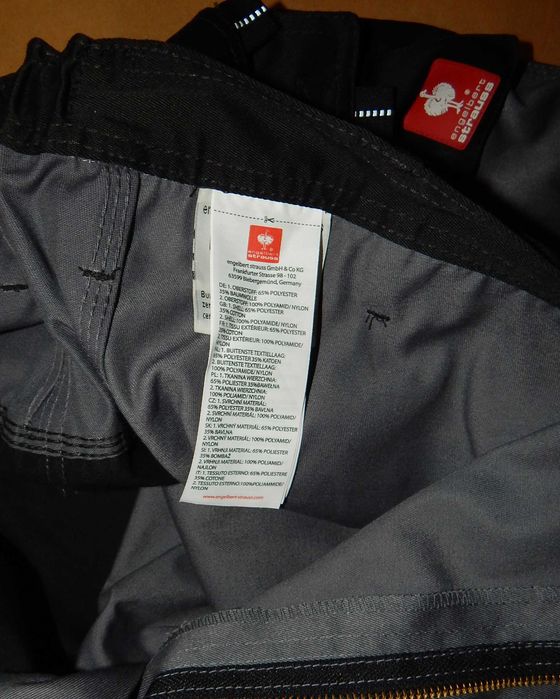 engelbert
strauss
engelbert
strauss
engelbert strauss GmbH & Co KG
Frankfurter Strasse 98 - 102
63599 Biebergemünd, Germany
DE: 1. OBERSTOFF: 65% POLYESTER
35% BAUMWOLLE
2. OBERSTOFF: 100% POLYAMID/ NYLON
GB: 1. SHELL: 65% POLYESTER
35% COTTON
2. SHELL: 100% POLYAMIDE/ NYLON
FR: 1.TISSU EXTÉRIEUR: 65% POLYESTER
35% COTON
2. TISSU EXTÉRIEUR: 100% POLYAMIDE/
NYLON
NL: 1. BUITENSTE TEXTIELLAAG:
65% POLYESTER 35% KATOEN
2. BUITENSTE TEXTIELLAAG:
100% POLYAMIDE/ NYLON
PL: 1. TKANINA WIERZCHNIA:
65% POLIESTER 35% BAWEŁNA
2. TKANINA WIERZCHNIA:
100% POLIAMID/ NYLON
CZ: 1. SVRCHNÍ MATERIÁL:
65% POLYESTER 35% BAVLNA
2. SVRCHNÍ MATERIÁL: 100% POLYAMID/
NYLON
SK: 1. VRCHNÝ MATERIÁL: 65% POLYESTER
35% BAVLNA
2. VRCHNÝ MATERIÁL: 100% POLYAMID/
NYLON
SI: 1. VRHNJI MATERIAL: 65% POLIESTER
35% BOMBAŽ
2. VRHNJI MATERIAL: 100% POLIAMID/
NAJLON
IT: 1. TESSUTO ESTERNO: 65% POLIESTERE
35% COTONE
2. TESSUTO ESTERNO:100%POLIAMMIDE/
NYLON
www.engelbert-strauss.com